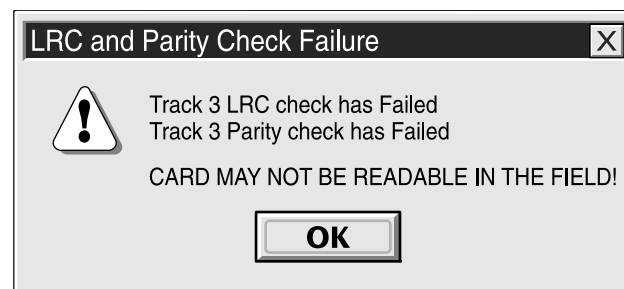 LRC and Parity Check Failure X
!
Track 3 LRC check has Failed
Track 3 Parity check has Failed
CARD MAY NOT BE READABLE IN THE FIELD!
OK